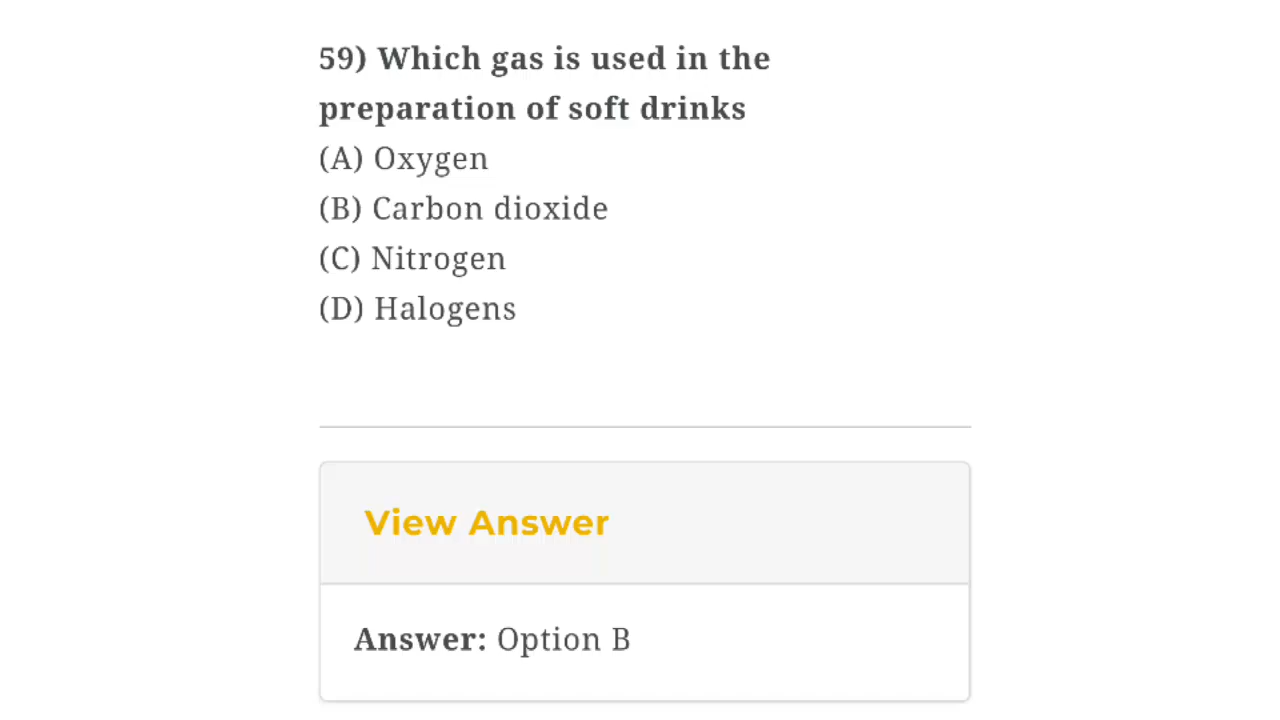 59) Which gas is used in the
preparation of soft drinks
(A) Oxygen
(B) Carbon dioxide
(C) Nitrogen
(D) Halogens
View Answer
Answer: Option B